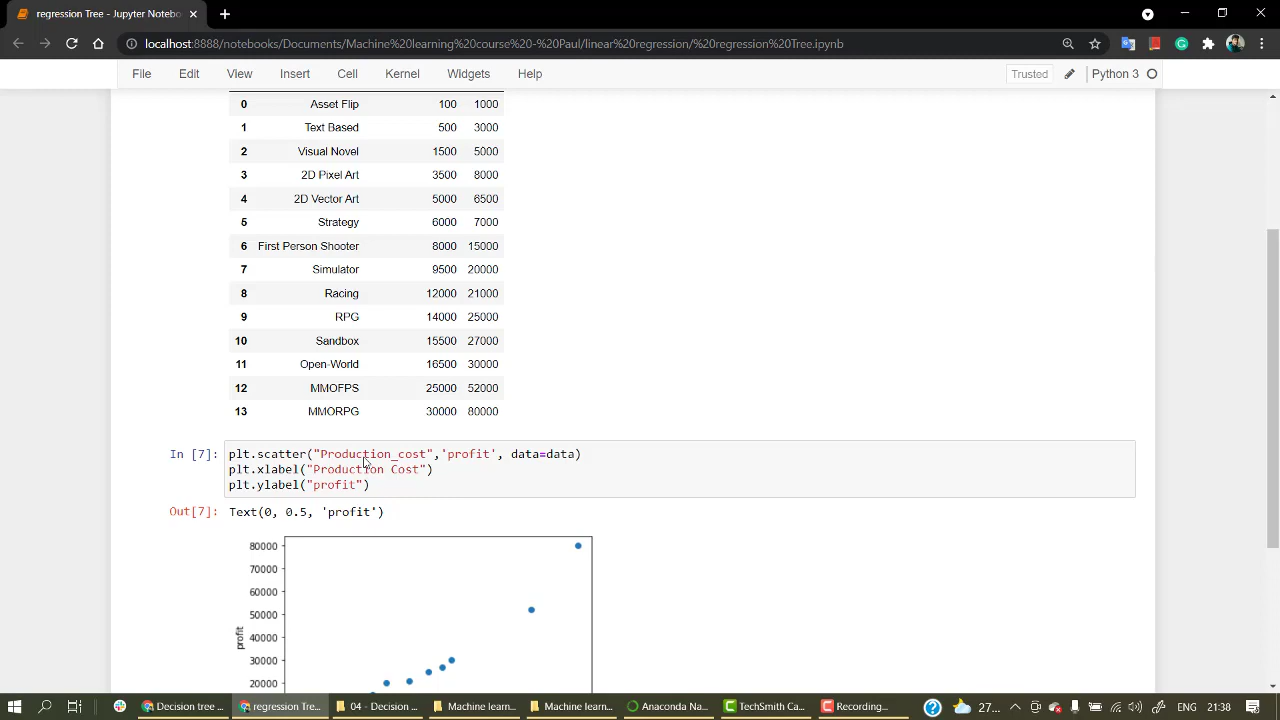 regression Tree - Jupyter Notebo
localhost:8888/notebooks/Documents/Machine%20learning%20course%20-%20Paul/linear%20regression/%20regression%20Tree.ipynb
File Edit View Insert Cell Kernel Widgets Help Trusted Python 3
0 Asset Flip 100 1000
1 Text Based 500 3000
2 Visual Novel 1500 5000
3 2D Pixel Art 3500 8000
4 2D Vector Art 5000 6500
5 Strategy 6000 7000
6 First Person Shooter 8000 15000
7 Simulator 9500 20000
8 Racing 12000 21000
9 RPG 14000 25000
10 Sandbox 15500 27000
11 Open-World 16500 30000
12 MMOFPS 25000 52000
13 MMORPG 30000 80000
In [7]: plt.scatter("Production_cost",'profit', data=data)
plt.xlabel("Production Cost")
plt.ylabel("profit")
Out[7]: Text(0, 0.5, 'profit')
80000
70000
60000
50000
40000
30000
20000
profit
Decision tree ... regression Tre... 04 - Decision ... Machine learn... Machine learn... Anaconda Na... TechSmith Ca... Recording... 27... ENG 21:38